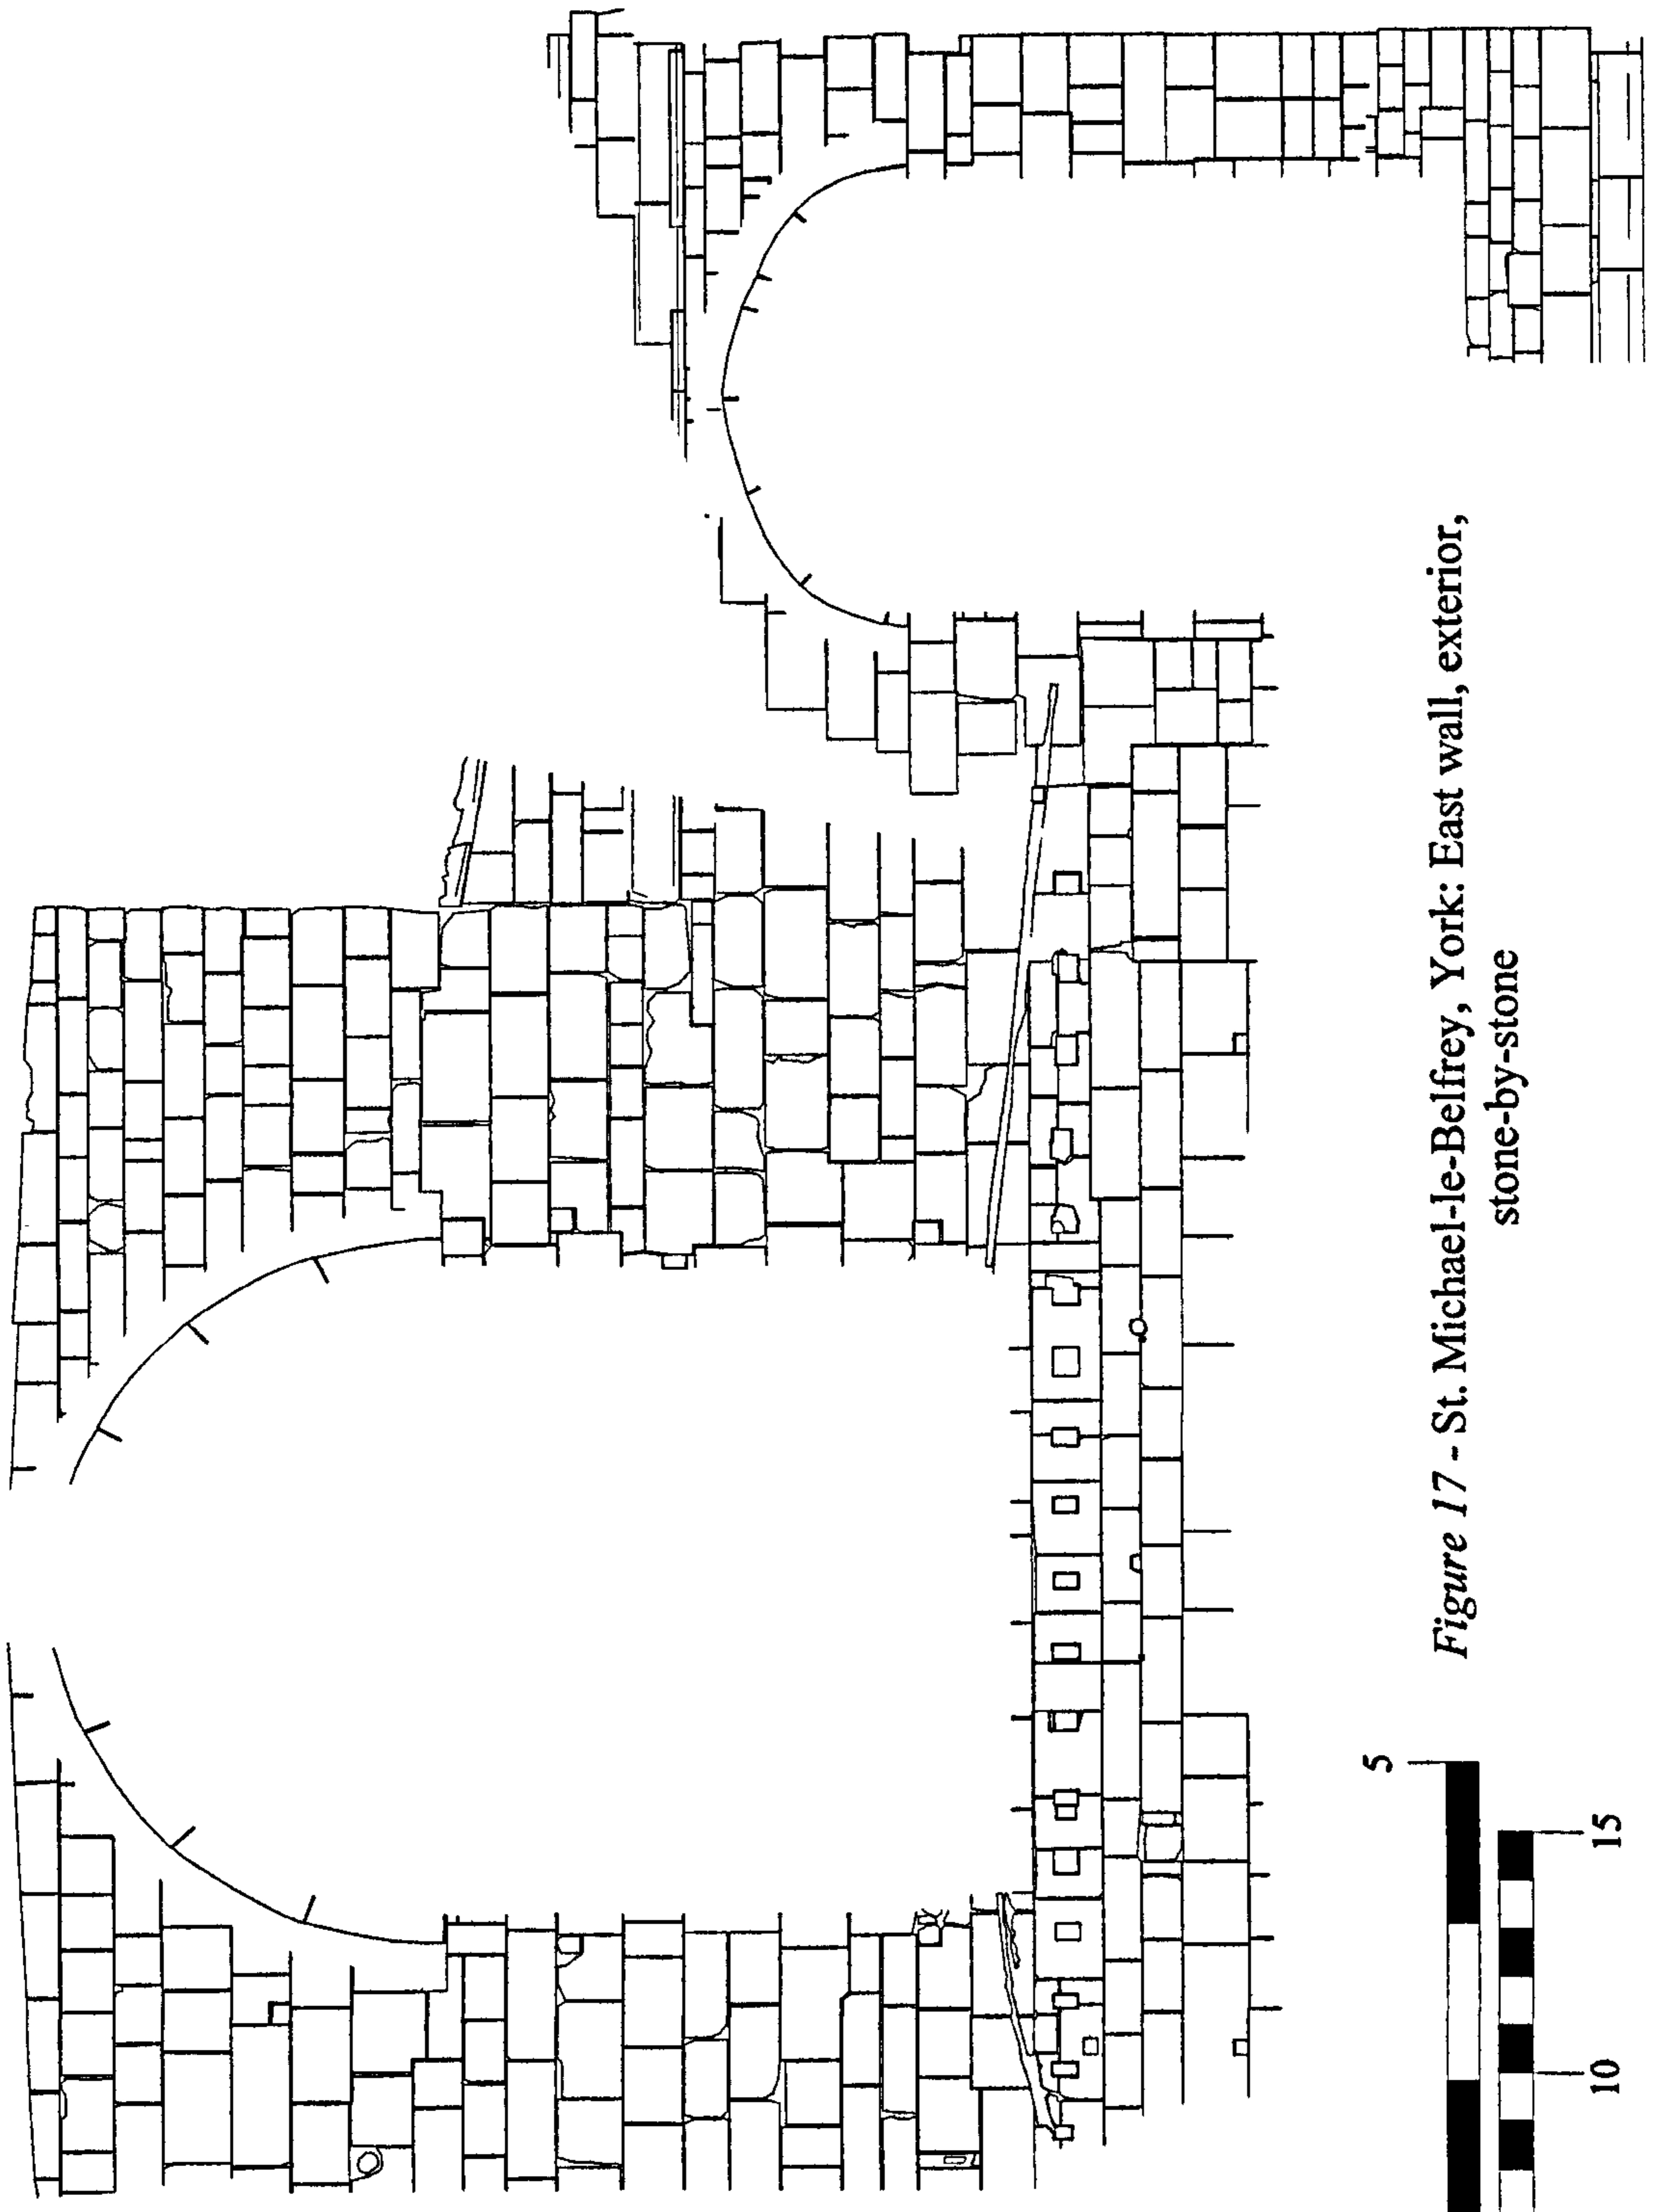 Figure 17 - St. Michael-le-Belfrey, York: East wall, exterior,
stone-by-stone
5
10
15